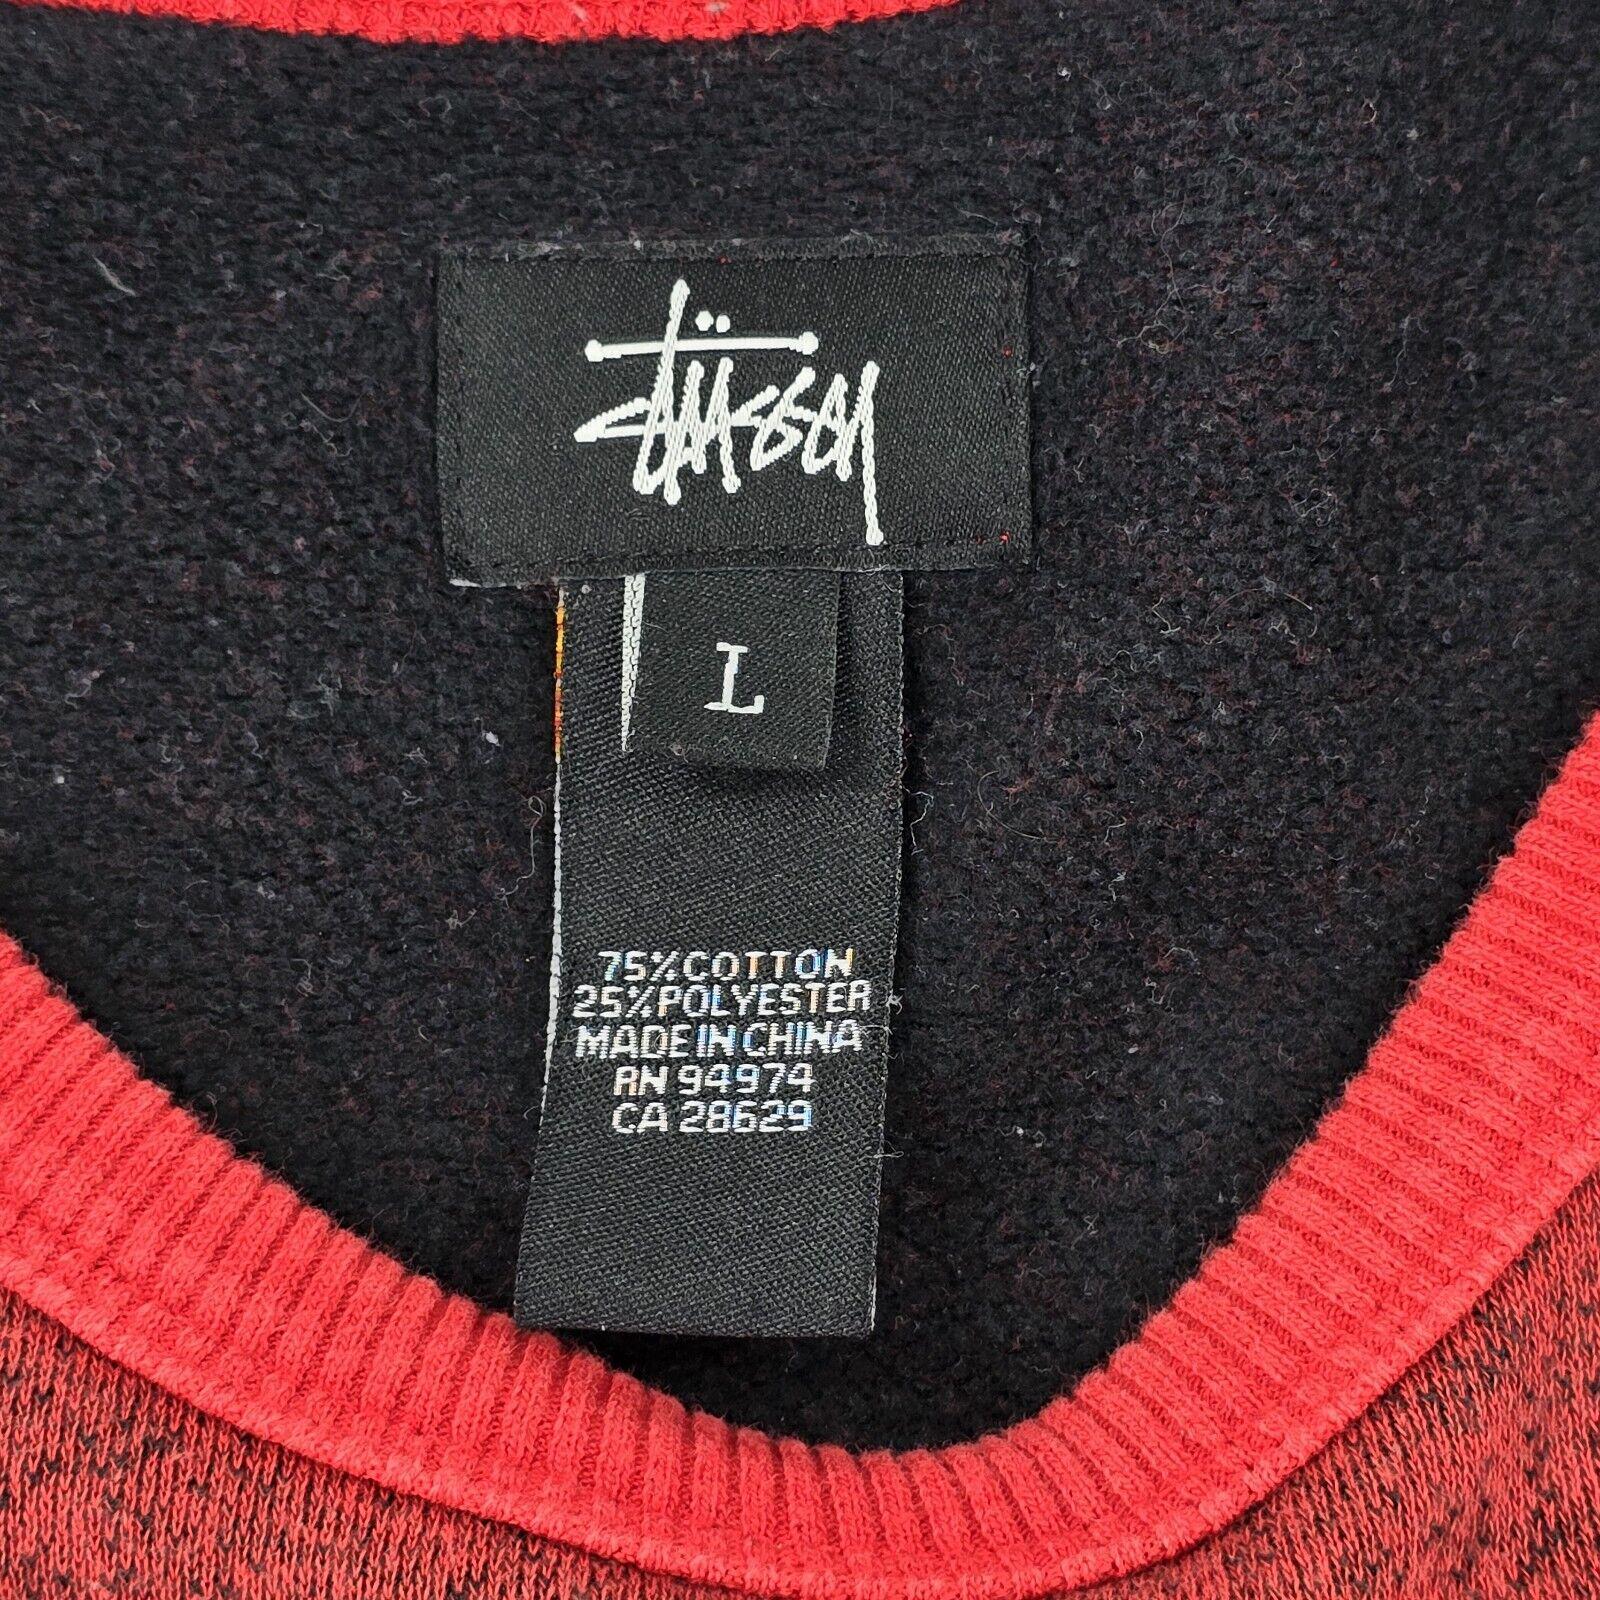 Stüssy
L
75%COTTON
25%POLYESTER
MADE IN CHINA
RN 94974
CA 28629